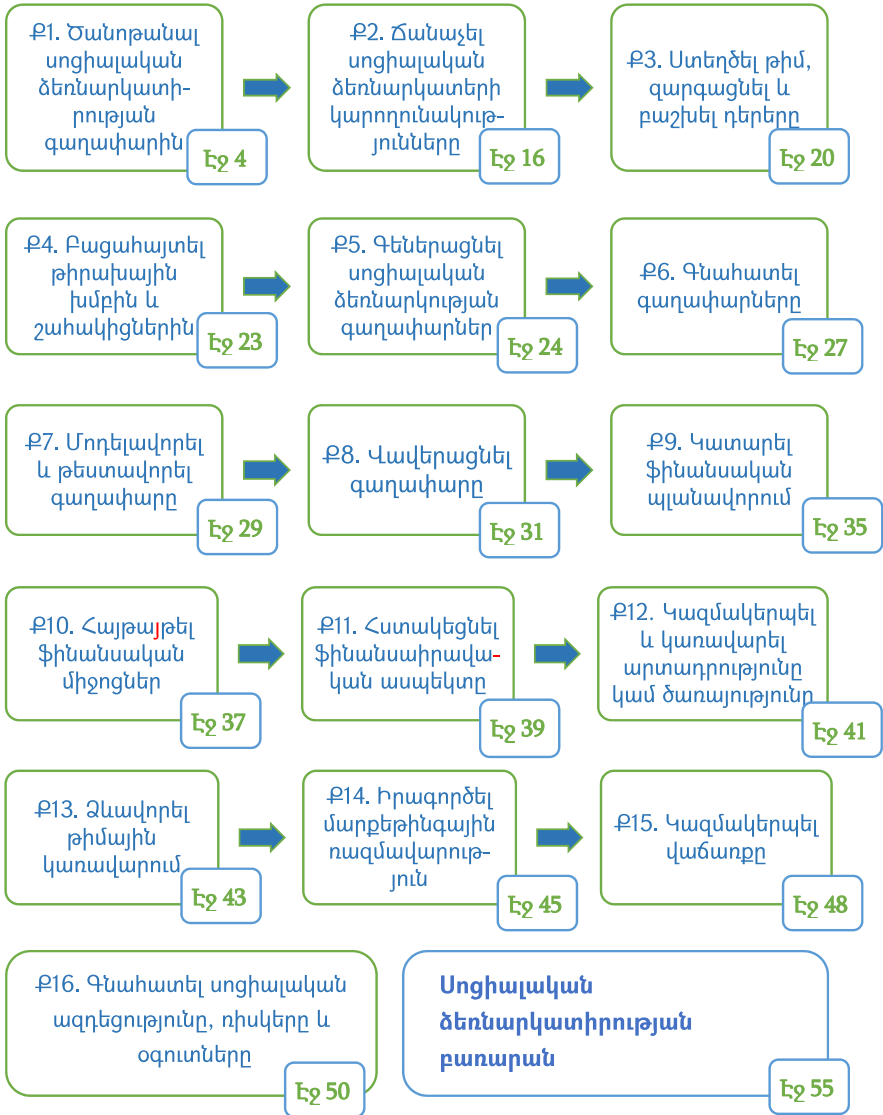 Ք1. Ծանոթանալ
սոցիալական
ձեռնարկատի-
րության
գաղափարին
Էջ 4
Ք2. Ճանաչել
սոցիալական
ձեռնարկատերի
կարողունակութ-
յունները
Էջ 16
Ք3. Ստեղծել թիմ,
զարգացնել և
բաշխել դերերը
Էջ 20
Ք4. Բացահայտել
թիրախային
խմբին և
շահակիցներին
Էջ 23
Ք5. Գեներացնել
սոցիալական
ձեռնարկության
գաղափարներ
Էջ 24
Ք6. Գնահատել
գաղափարները
Էջ 27
Ք7. Մոդելավորել
և թեստավորել
գաղափարը
Էջ 29
Ք8. Վավերացնել
գաղափարը
Էջ 31
Ք9. Կատարել
ֆինանսական
պլանավորում
Էջ 35
Ք10. Հայթայթել
ֆինանսական
միջոցներ
Էջ 37
Ք11. Հստակեցնել
ֆինանսաիրավա-
կան ասպեկտը
Էջ 39
Ք12. Կազմակերպել
և կառավարել
արտադրությունը
կամ ծառայությունը
Էջ 41
Ք13. Ձևավորել
թիմային
կառավարում
Էջ 43
Ք14. Իրագործել
մարքեթինգային
ռազմավարութ-
յուն
Էջ 45
Ք15. Կազմակերպել
վաճառքը
Էջ 48
Ք16. Գնահատել սոցիալական
ազդեցությունը, ռիսկերը և
օգուտները
Էջ 50
Սոցիալական
ձեռնարկատիրության
բառարան
Էջ 55